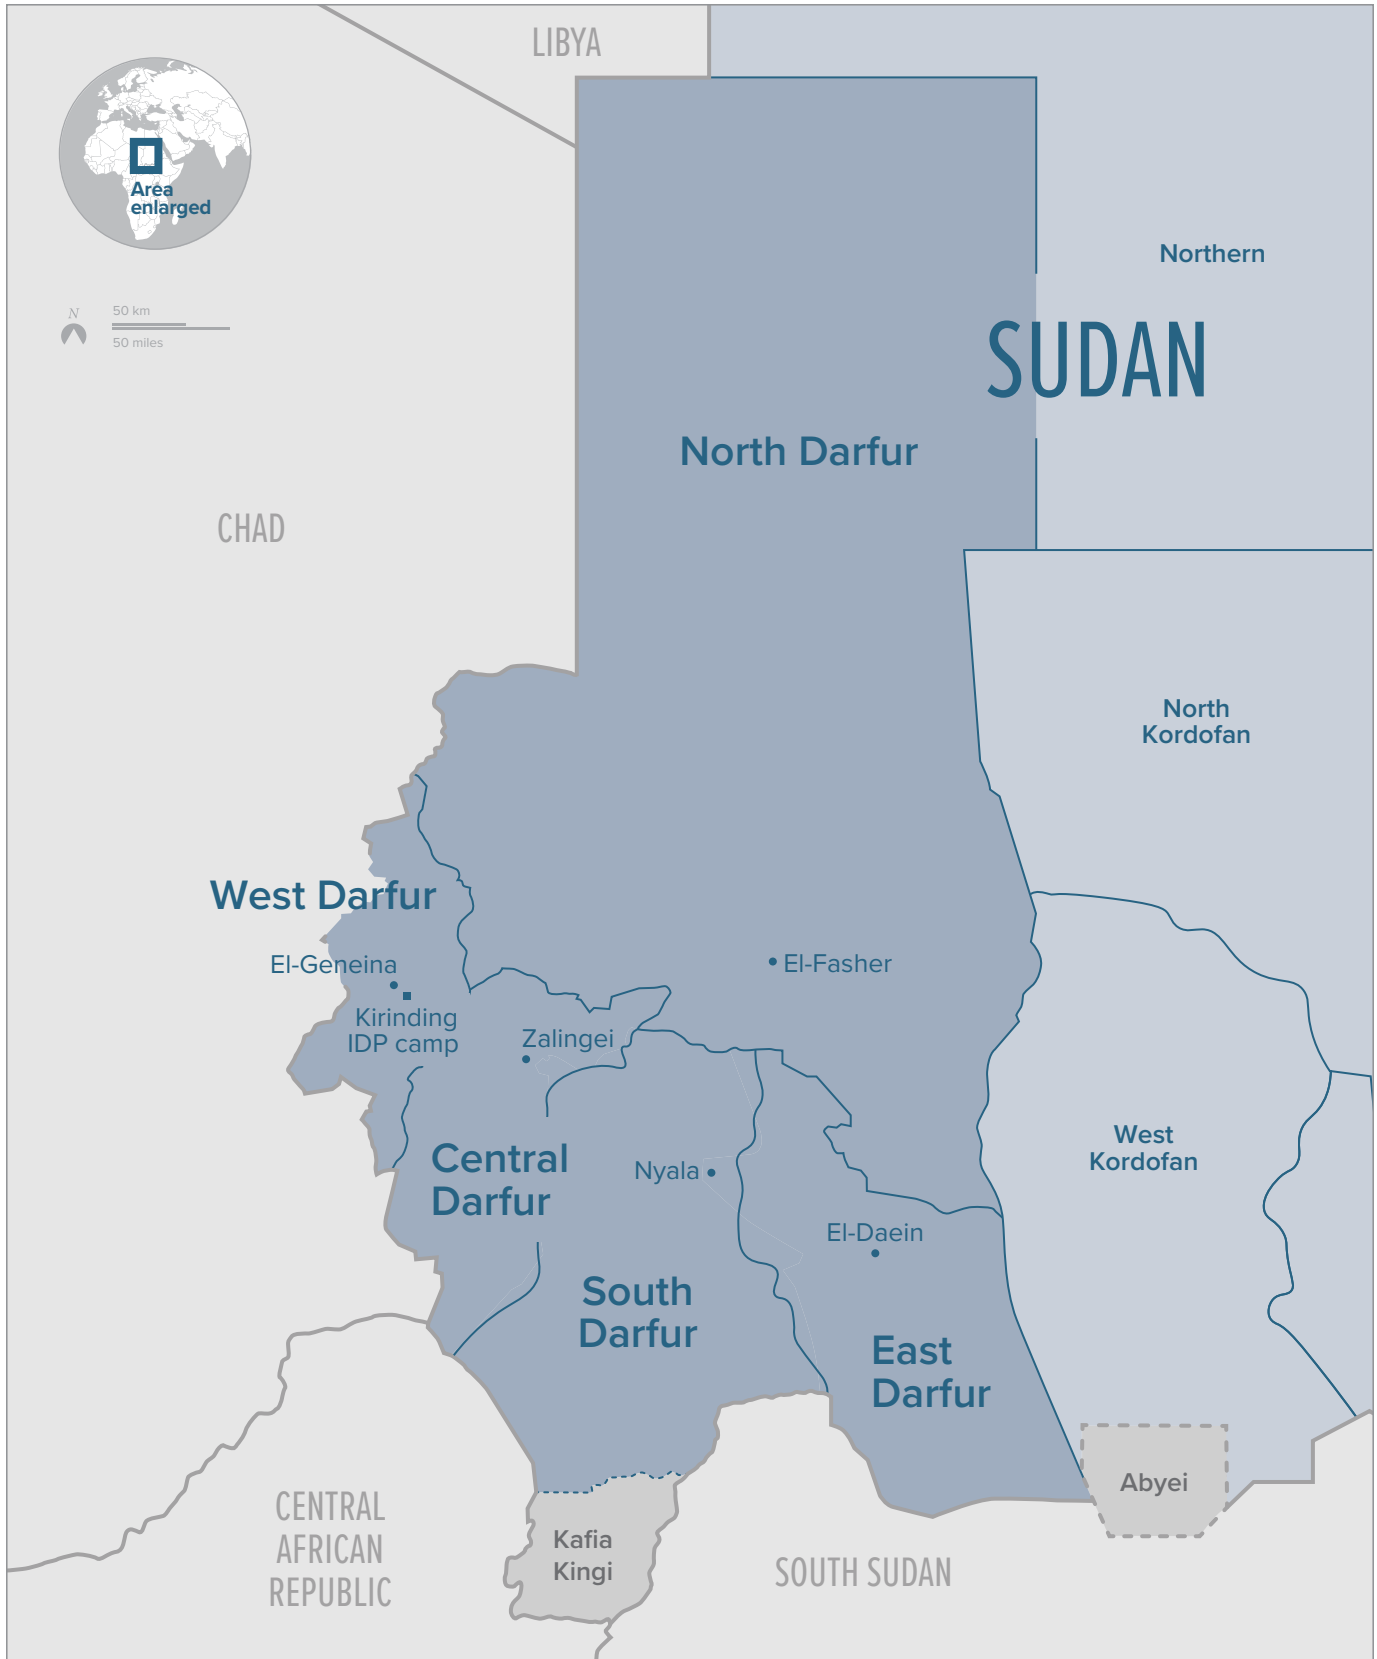 LIBYA
Area
enlarged
Northern
N
50 km
50 miles
SUDAN
North Darfur
CHAD
North
Kordofan
West Darfur
El-Geneina
El-Fasher
Kirinding
IDP camp
Zalingei
Central
Darfur
West
Kordofan
Nyala
El-Daein
South
Darfur
East
Darfur
Abyei
CENTRAL
AFRICAN
REPUBLIC
Kafia
Kingi
SOUTH SUDAN